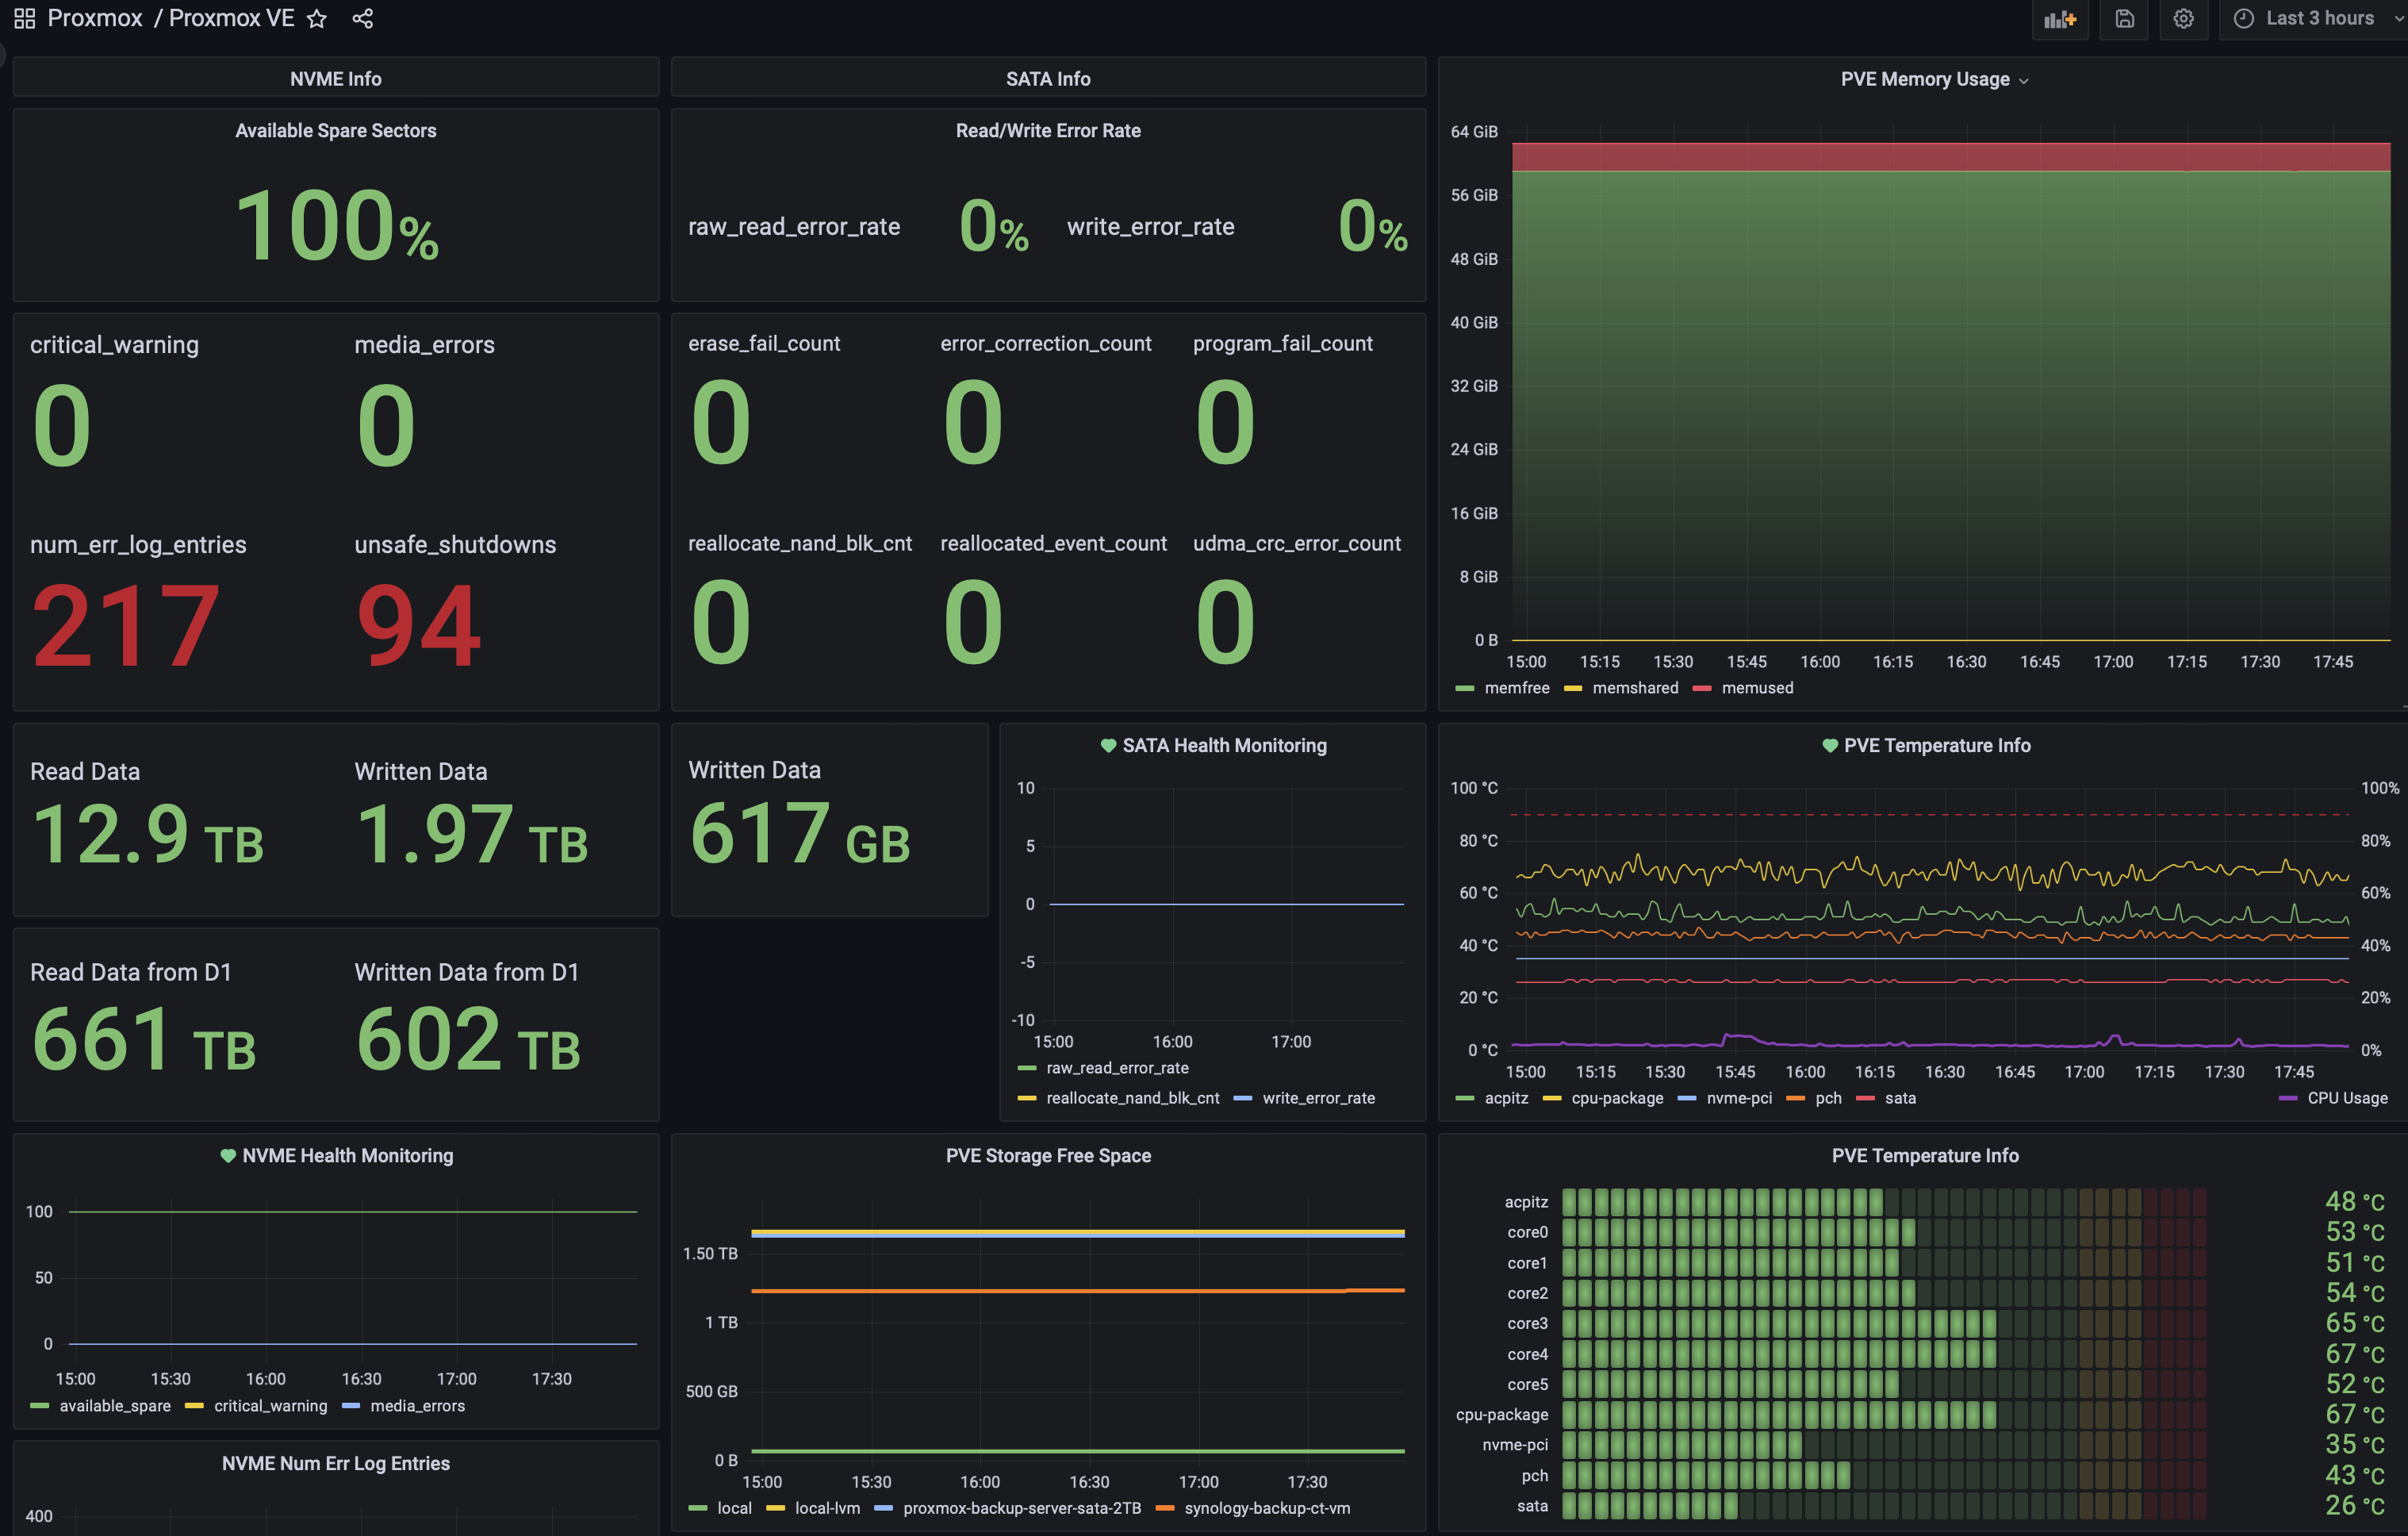 Proxmox / Proxmox VE
Last 3 hours
NVME Info
Available Spare Sectors
100%
critical_warning media_errors
0 0
num_err_log_entries unsafe_shutdowns
217 94
Read Data Written Data
12.9 TB 1.97 TB
Read Data from D1 Written Data from D1
661 TB 602 TB
NVME Health Monitoring
100
50
0
15:00 15:30 16:00 16:30 17:00 17:30
available_spare critical_warning media_errors
NVME Num Err Log Entries
400
SATA Info
Read/Write Error Rate
raw_read_error_rate 0% write_error_rate 0%
erase_fail_count error_correction_count program_fail_count
0 0 0
reallocate_nand_blk_cnt reallocated_event_count udma_crc_error_count
0 0 0
Written Data
617 GB
SATA Health Monitoring
10
5
0
-5
-10
15:00 16:00 17:00
raw_read_error_rate
reallocate_nand_blk_cnt write_error_rate
PVE Storage Free Space
1.50 TB
1 TB
500 GB
0 B
15:00 15:30 16:00 16:30 17:00 17:30
local local-lvm proxmox-backup-server-sata-2TB synology-backup-ct-vm
PVE Memory Usage
64 GiB
56 GiB
48 GiB
40 GiB
32 GiB
24 GiB
16 GiB
8 GiB
0 B
15:00 15:15 15:30 15:45 16:00 16:15 16:30 16:45 17:00 17:15 17:30 17:45
memfree memshared memused
PVE Temperature Info
100 °C 100%
80 °C 80%
60 °C 60%
40 °C 40%
20 °C 20%
0 °C 0%
15:00 15:15 15:30 15:45 16:00 16:15 16:30 16:45 17:00 17:15 17:30 17:45
acpitz cpu-package nvme-pci pch sata CPU Usage
PVE Temperature Info
acpitz 48 °C
core0 53 °C
core1 51 °C
core2 54 °C
core3 65 °C
core4 67 °C
core5 52 °C
cpu-package 67 °C
nvme-pci 35 °C
pch 43 °C
sata 26 °C